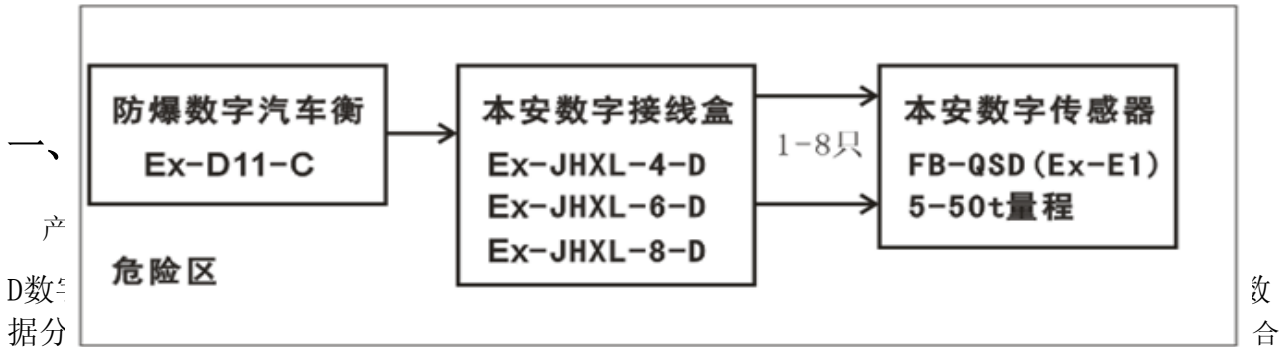 防爆数字汽车衡
Ex-D11-C
本安数字接线盒
Ex-JHXL-4-D
Ex-JHXL-6-D
Ex-JHXL-8-D
1-8只
本安数字传感器
FB-QSD(Ex-E1)
5-50t量程
危险区
一、
产
D数
数
据分
合